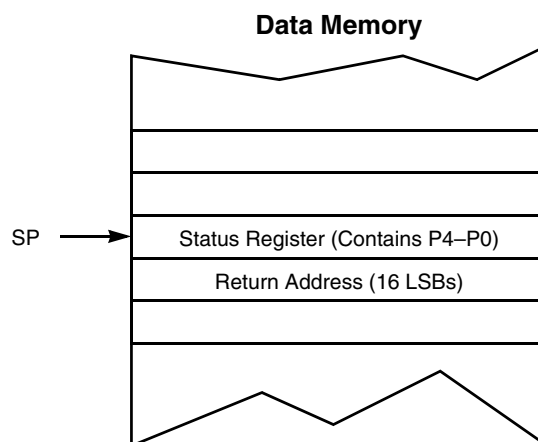 Data Memory
SP
Status Register (Contains P4–P0)
Return Address (16 LSBs)